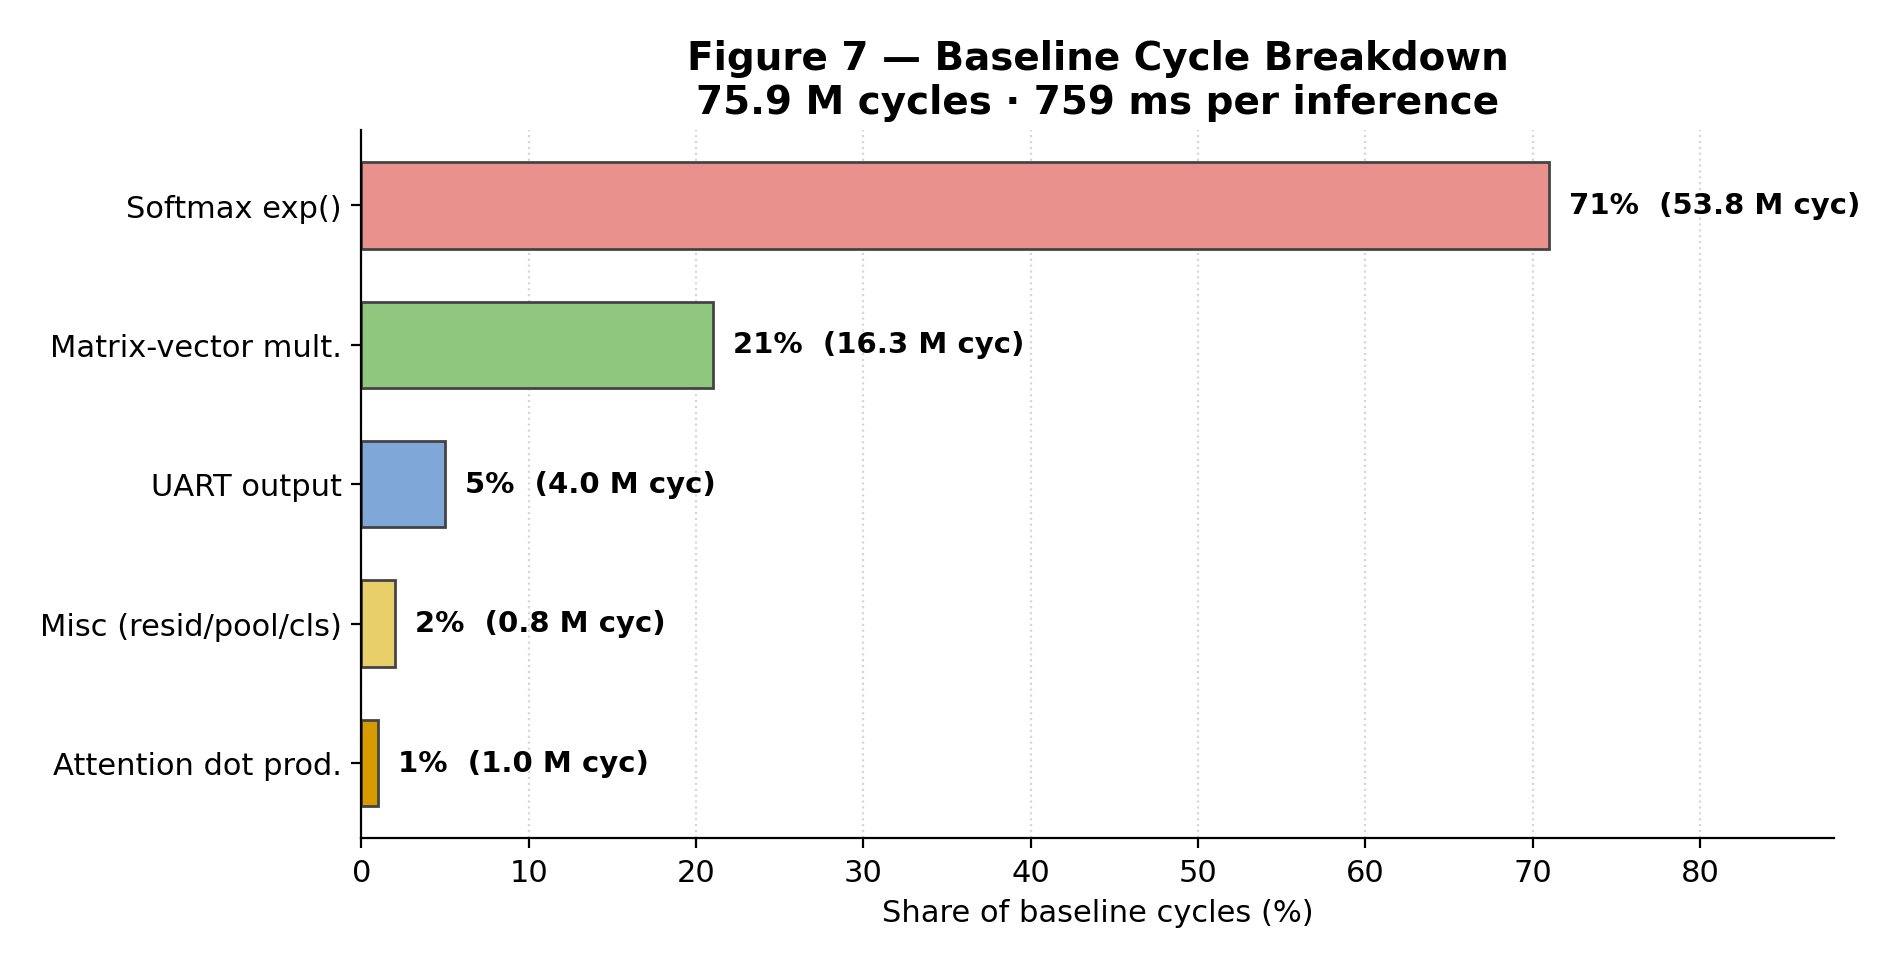 Figure 7 — Baseline Cycle Breakdown
75.9 M cycles · 759 ms per inference
Softmax exp() 71% (53.8 M cyc)
Matrix-vector mult. 21% (16.3 M cyc)
UART output 5% (4.0 M cyc)
Misc (resid/pool/cls) 2% (0.8 M cyc)
Attention dot prod. 1% (1.0 M cyc)
0 10 20 30 40 50 60 70 80
Share of baseline cycles (%)